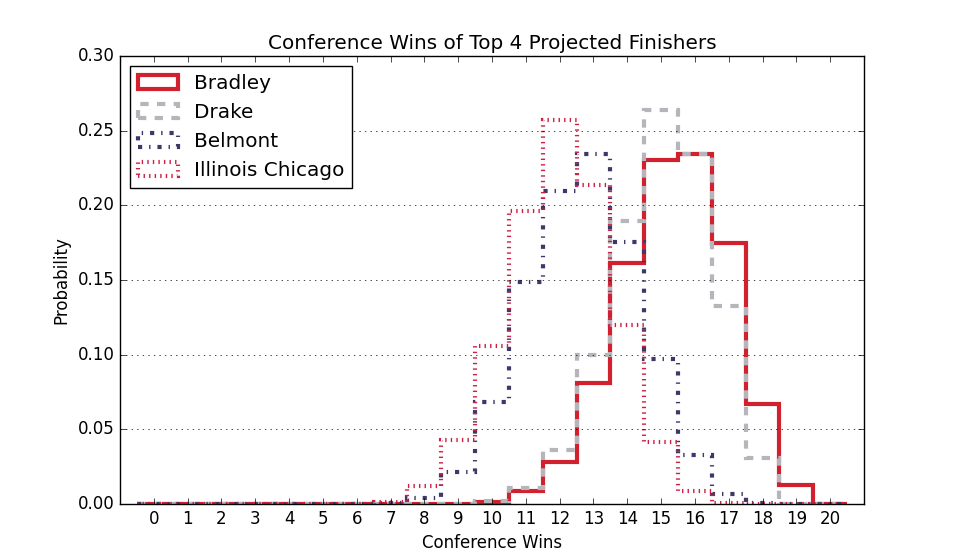 Conference Wins of Top 4 Projected Finishers
Bradley
Drake
Belmont
Illinois Chicago
0.30
0.25
0.20
0.15
0.10
0.05
0.00
Probability
0 1 2 3 4 5 6 7 8 9 10 11 12 13 14 15 16 17 18 19 20
Conference Wins